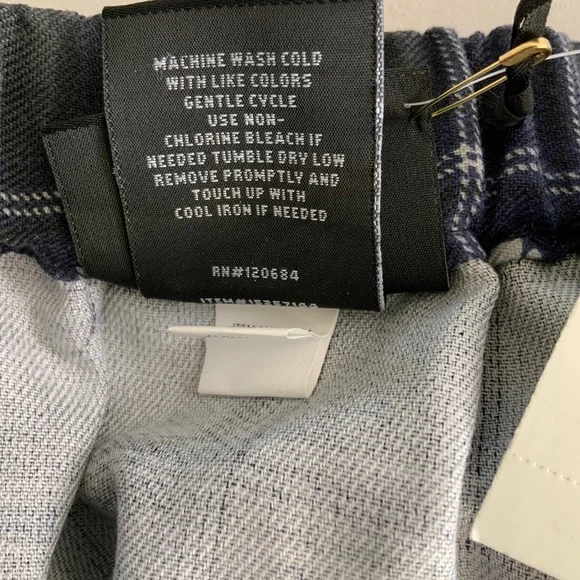 MACHINE WASH COLD
WITH LIKE COLORS
GENTLE CYCLE
USE NON-
CHLORINE BLEACH IF
NEEDED TUMBLE DRY LOW
REMOVE PROMPTLY AND
TOUCH UP WITH
COOL IRON IF NEEDED
RN#120684